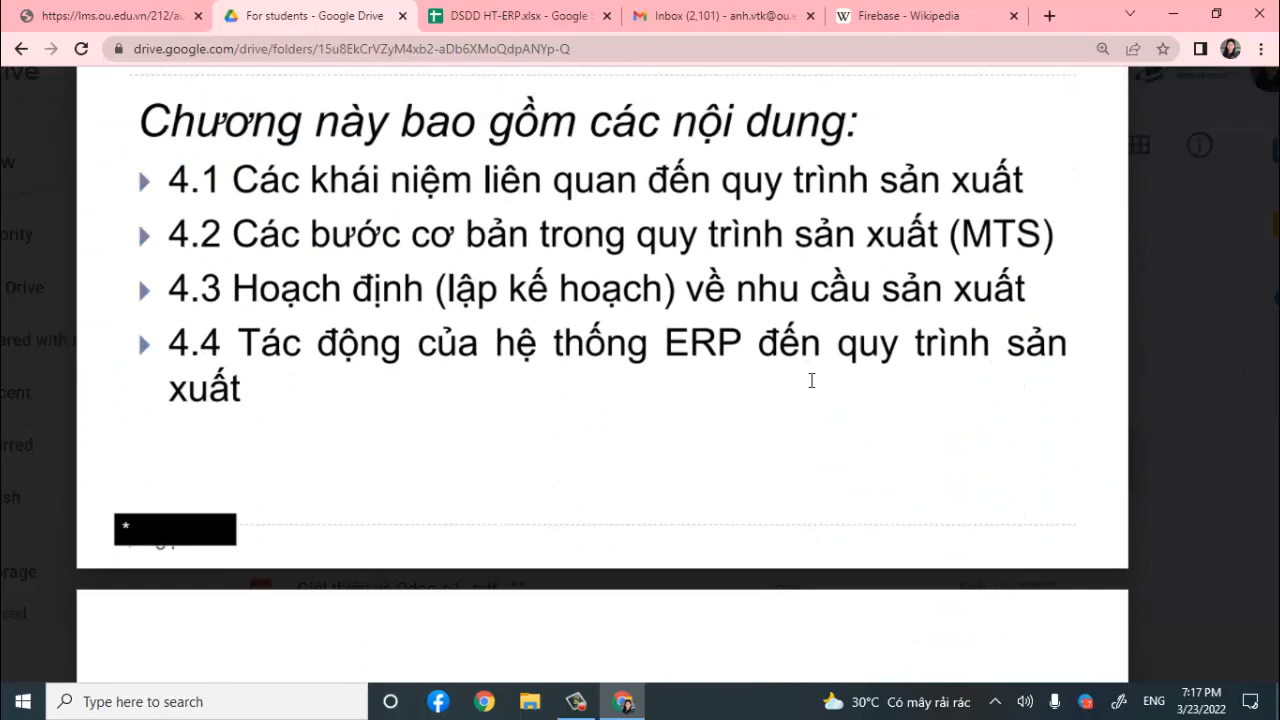 https://lms.ou.edu.vn/212/au
For students - Google Drive
DSDD HT-ERP.xlsx - Google S
Inbox (2,101) - anh.vtk@ou.e
Firebase - Wikipedia
drive.google.com/drive/folders/15u8EkCrVZyM4xb2-aDb6XMoQdpANYp-Q
Chương này bao gồm các nội dung:
4.1 Các khái niệm liên quan đến quy trình sản xuất
4.2 Các bước cơ bản trong quy trình sản xuất (MTS)
4.3 Hoạch định (lập kế hoạch) về nhu cầu sản xuất
4.4 Tác động của hệ thống ERP đến quy trình sản
xuất
*
Type here to search
30°C Có mây rải rác
ENG
7:17 PM
3/23/2022